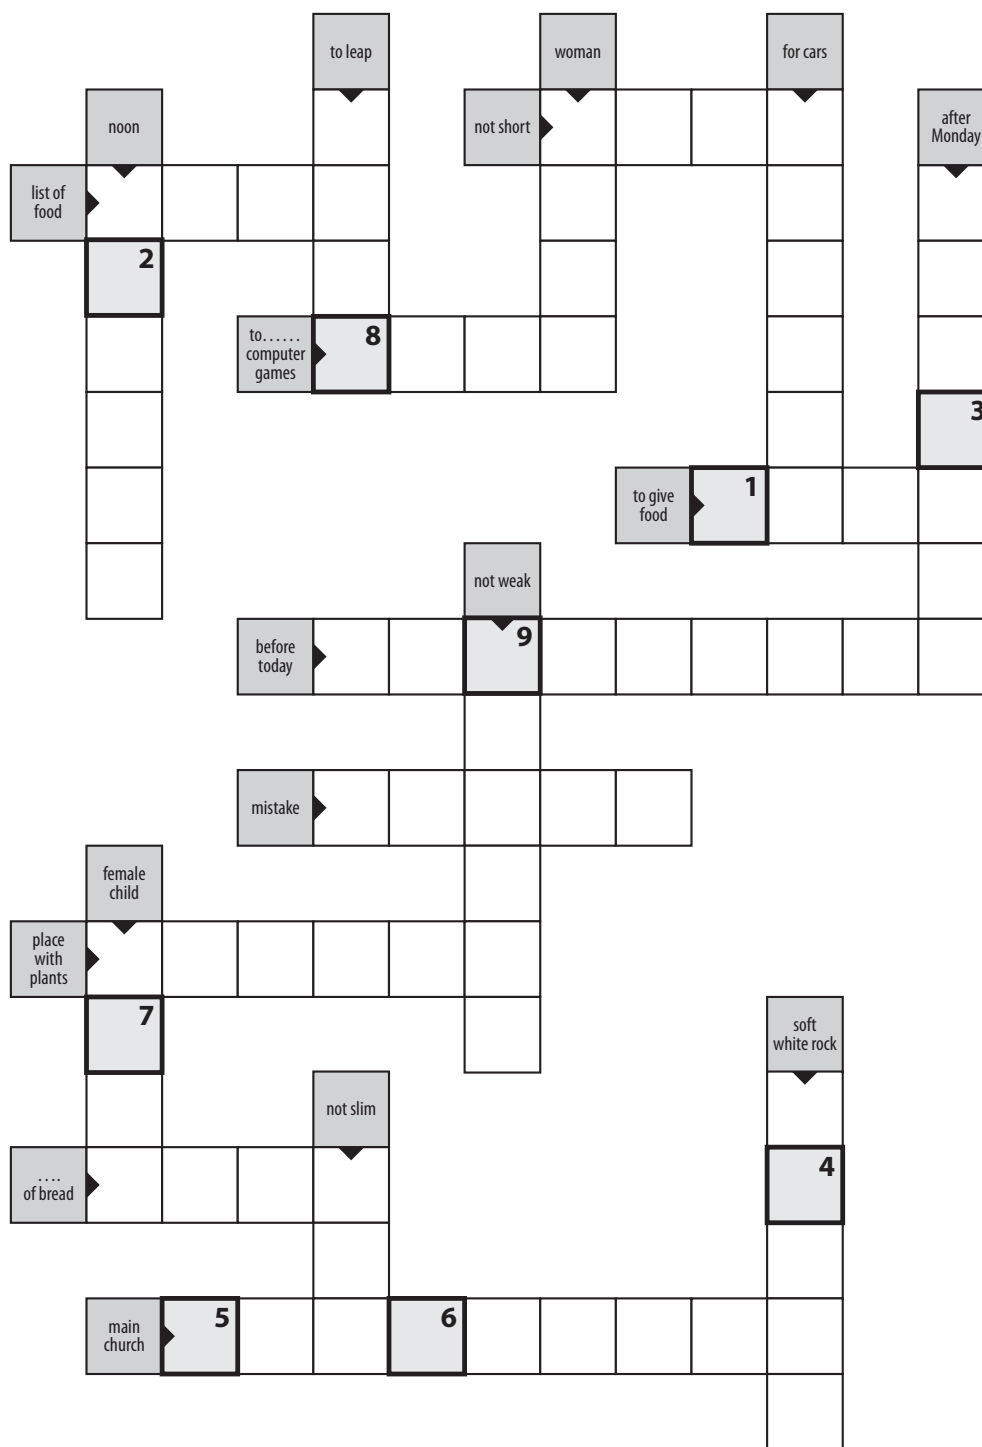 to leap
woman
for cars
noon
not short
after
Monday
list of
food
2
to……
computer
games
8
3
to give
food
1
not weak
before
today
9
mistake
female
child
place
with
plants
7
soft
white rock
not slim
….
of bread
4
main
church
5
6